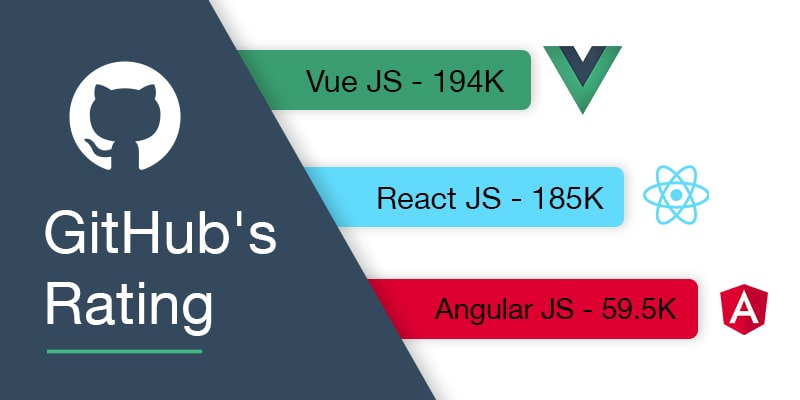 GitHub's
Rating
Vue JS - 194K
React JS - 185K
Angular JS - 59.5K
A